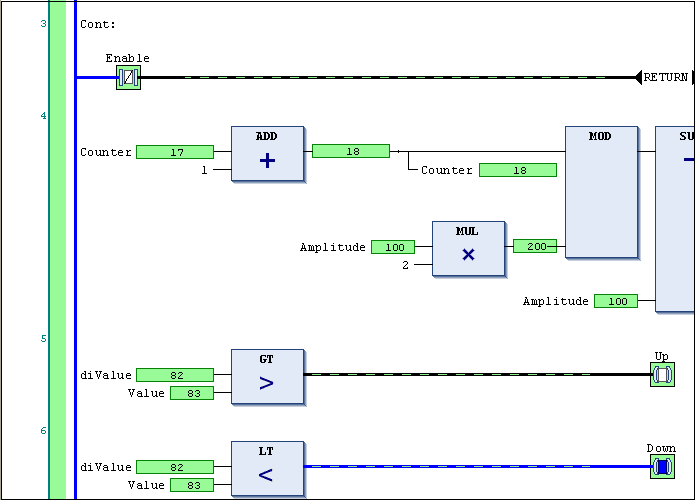 3 Cont:
Enable
RETURN
4
ADD MOD SU
Counter 17 + 18 −
1 Counter 18
MUL
Amplitude 100 × 200
2
Amplitude 100
5
GT Up
diValue 82 >
Value 83
6
LT Down
diValue 82 <
Value 83